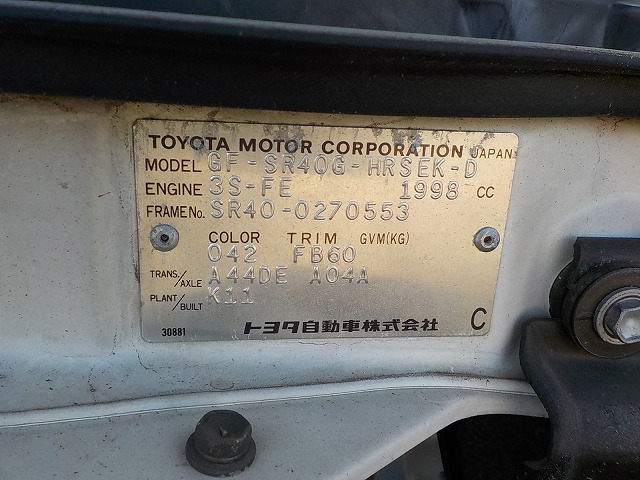 TOYOTA MOTOR CORPORATION JAPAN
MODEL GF-SR40G-HRSEK-D
ENGINE 3S-FE 1998 CC
FRAME No. SR40-0270553
COLOR TRIM GVM(KG)
042 FB60
TRANS./AXLE A44DE A04A
PLANT/BUILT K11
30881 トヨタ自動車株式会社 C